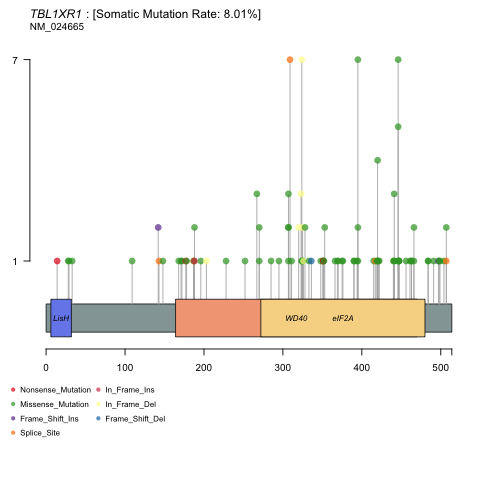 TBL1XR1 : [Somatic Mutation Rate: 8.01%]
NM_024665
7
1
LisH
WD40
eIF2A
0 100 200 300 400 500
Nonsense_Mutation In_Frame_Ins
Missense_Mutation In_Frame_Del
Frame_Shift_Ins Frame_Shift_Del
Splice_Site